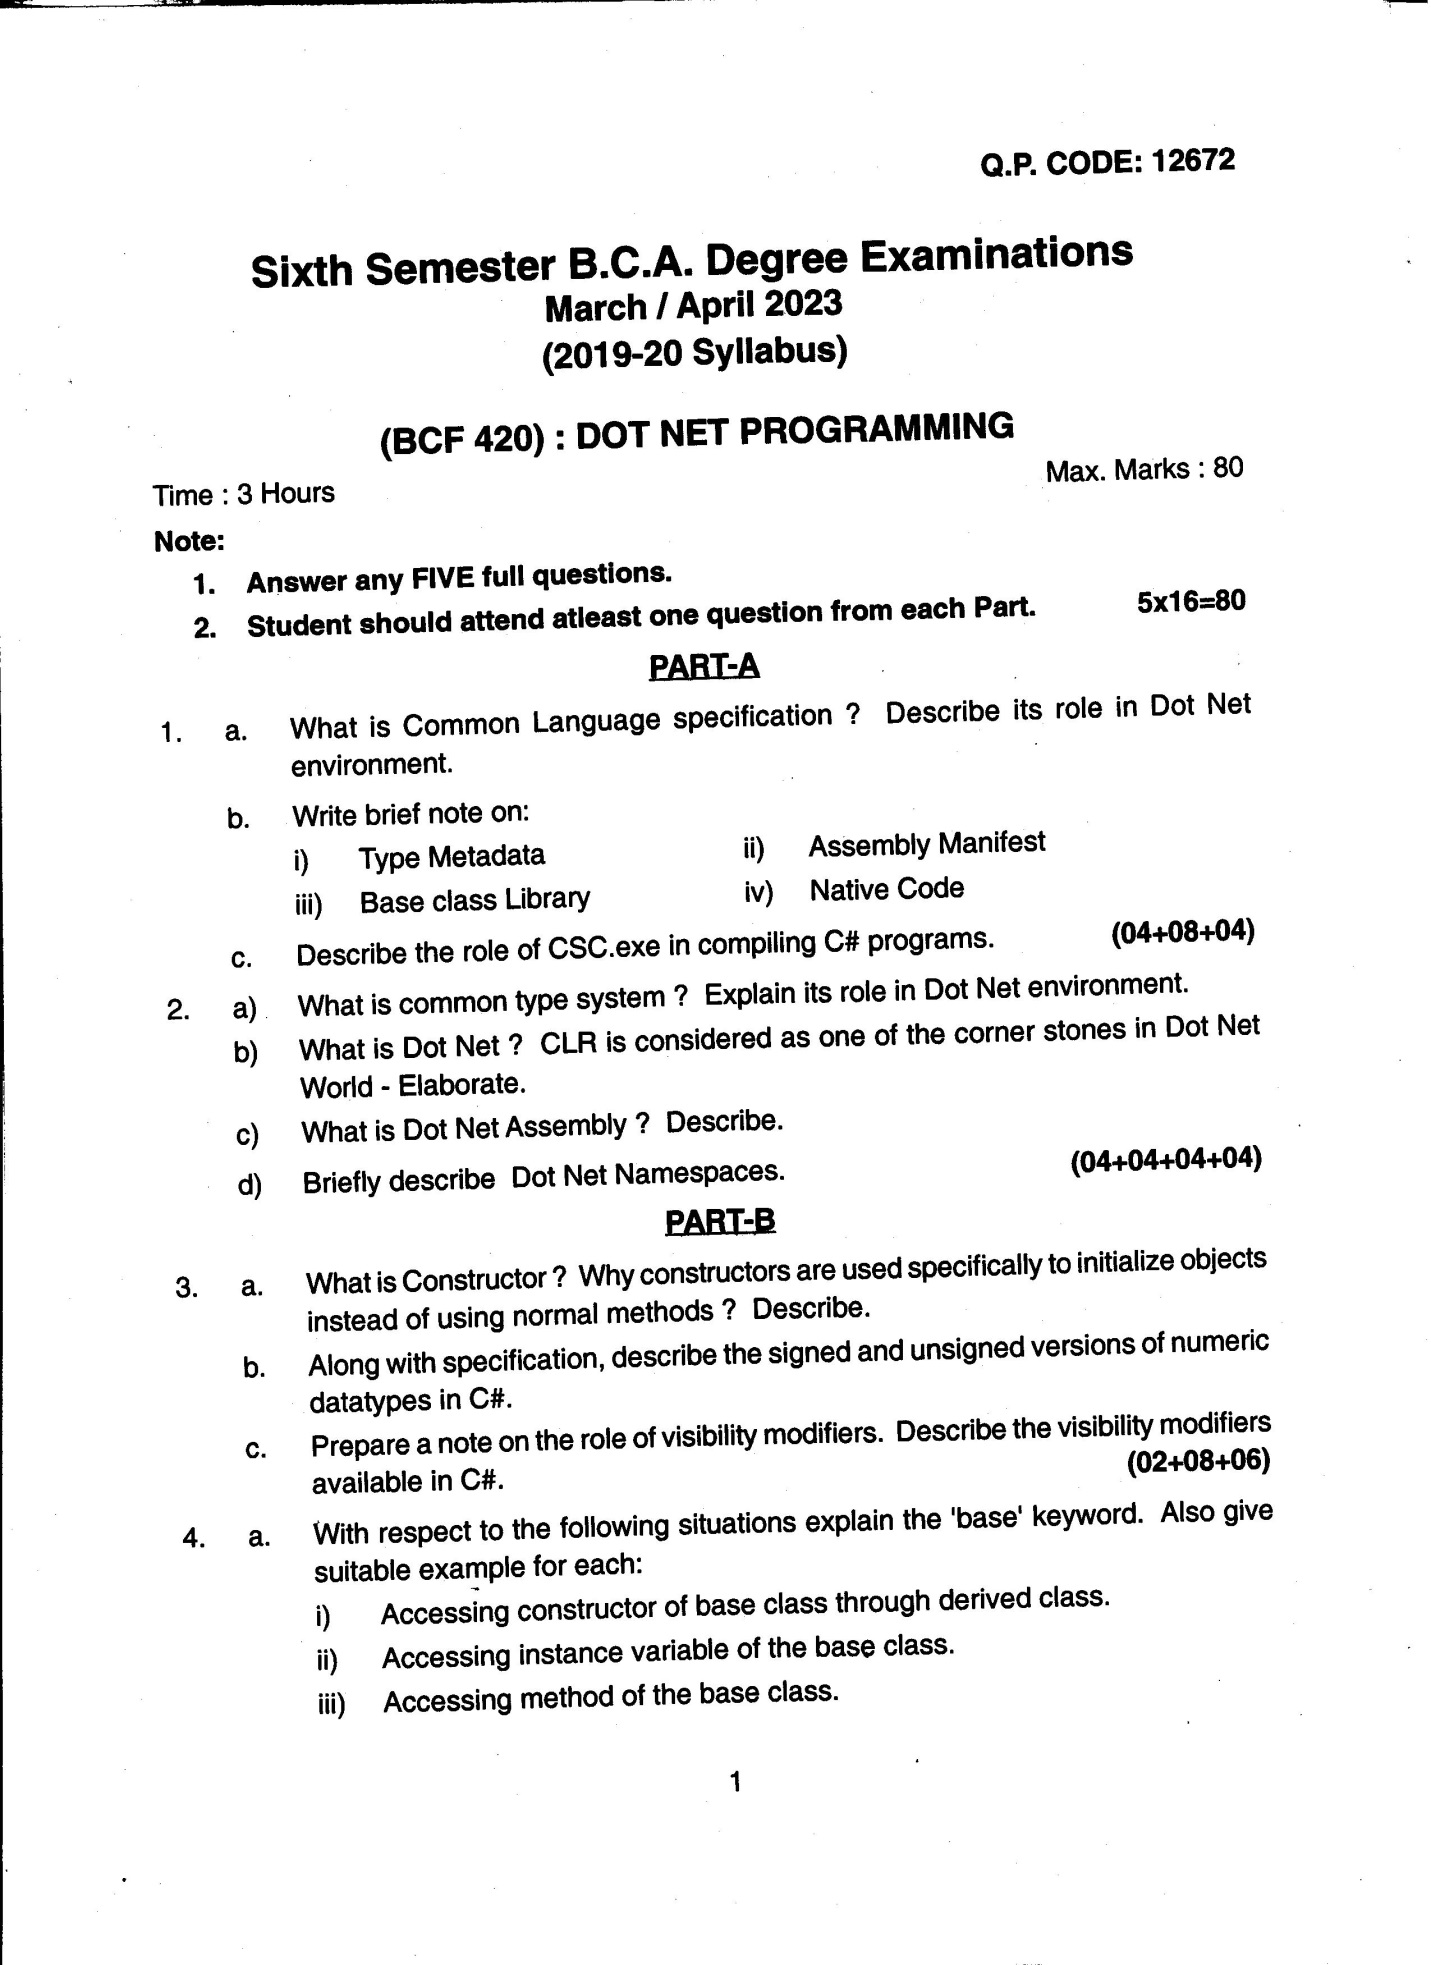 Q.P. CODE: 12672
Sixth Semester B.C.A. Degree Examinations
March / April 2023
(2019-20 Syllabus)
(BCF 420) : DOT NET PROGRAMMING
Time : 3 Hours Max. Marks : 80
Note:
1. Answer any FIVE full questions.
2. Student should attend atleast one question from each Part. 5x16=80
PART-A
1. a. What is Common Language specification ? Describe its role in Dot Net
environment.
b. Write brief note on:
i) Type Metadata ii) Assembly Manifest
iii) Base class Library iv) Native Code
c. Describe the role of CSC.exe in compiling C# programs. (04+08+04)
2. a) What is common type system ? Explain its role in Dot Net environment.
b) What is Dot Net ? CLR is considered as one of the corner stones in Dot Net
World - Elaborate.
c) What is Dot Net Assembly ? Describe.
d) Briefly describe Dot Net Namespaces. (04+04+04+04)
PART-B
3. a. What is Constructor ? Why constructors are used specifically to initialize objects
instead of using normal methods ? Describe.
b. Along with specification, describe the signed and unsigned versions of numeric
datatypes in C#.
c. Prepare a note on the role of visibility modifiers. Describe the visibility modifiers
available in C#. (02+08+06)
4. a. With respect to the following situations explain the 'base' keyword. Also give
suitable example for each:
i) Accessing constructor of base class through derived class.
ii) Accessing instance variable of the base class.
iii) Accessing method of the base class.
1